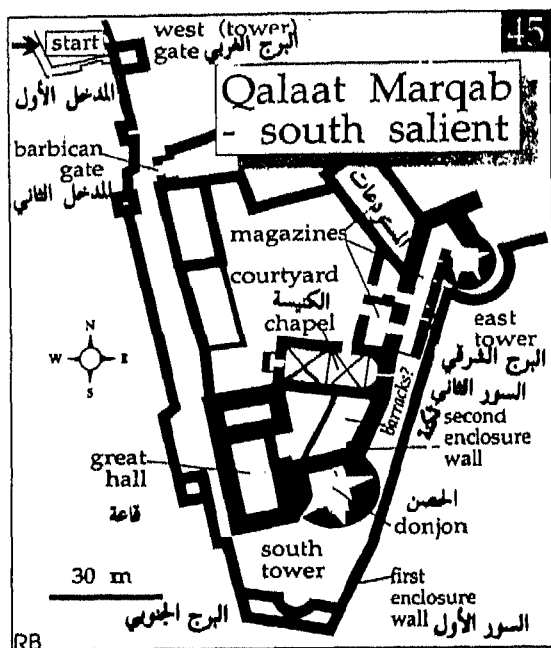 45
start
west (tower)
gate البرج الغربي
المدخل الأول
Qalaat Marqab
- south salient
barbican
gate
المدخل الثاني
المستودعات
magazines
courtyard
الكنيسة
chapel
N
W E
S
east
tower
البرج الشرقي
السور الثاني
ثكنة
Barracks?
second
enclosure
wall
great
hall
قاعة
الحصن
donjon
south
tower
30 m
البرج الجنوبي
first
enclosure
wall السور الأول
RB